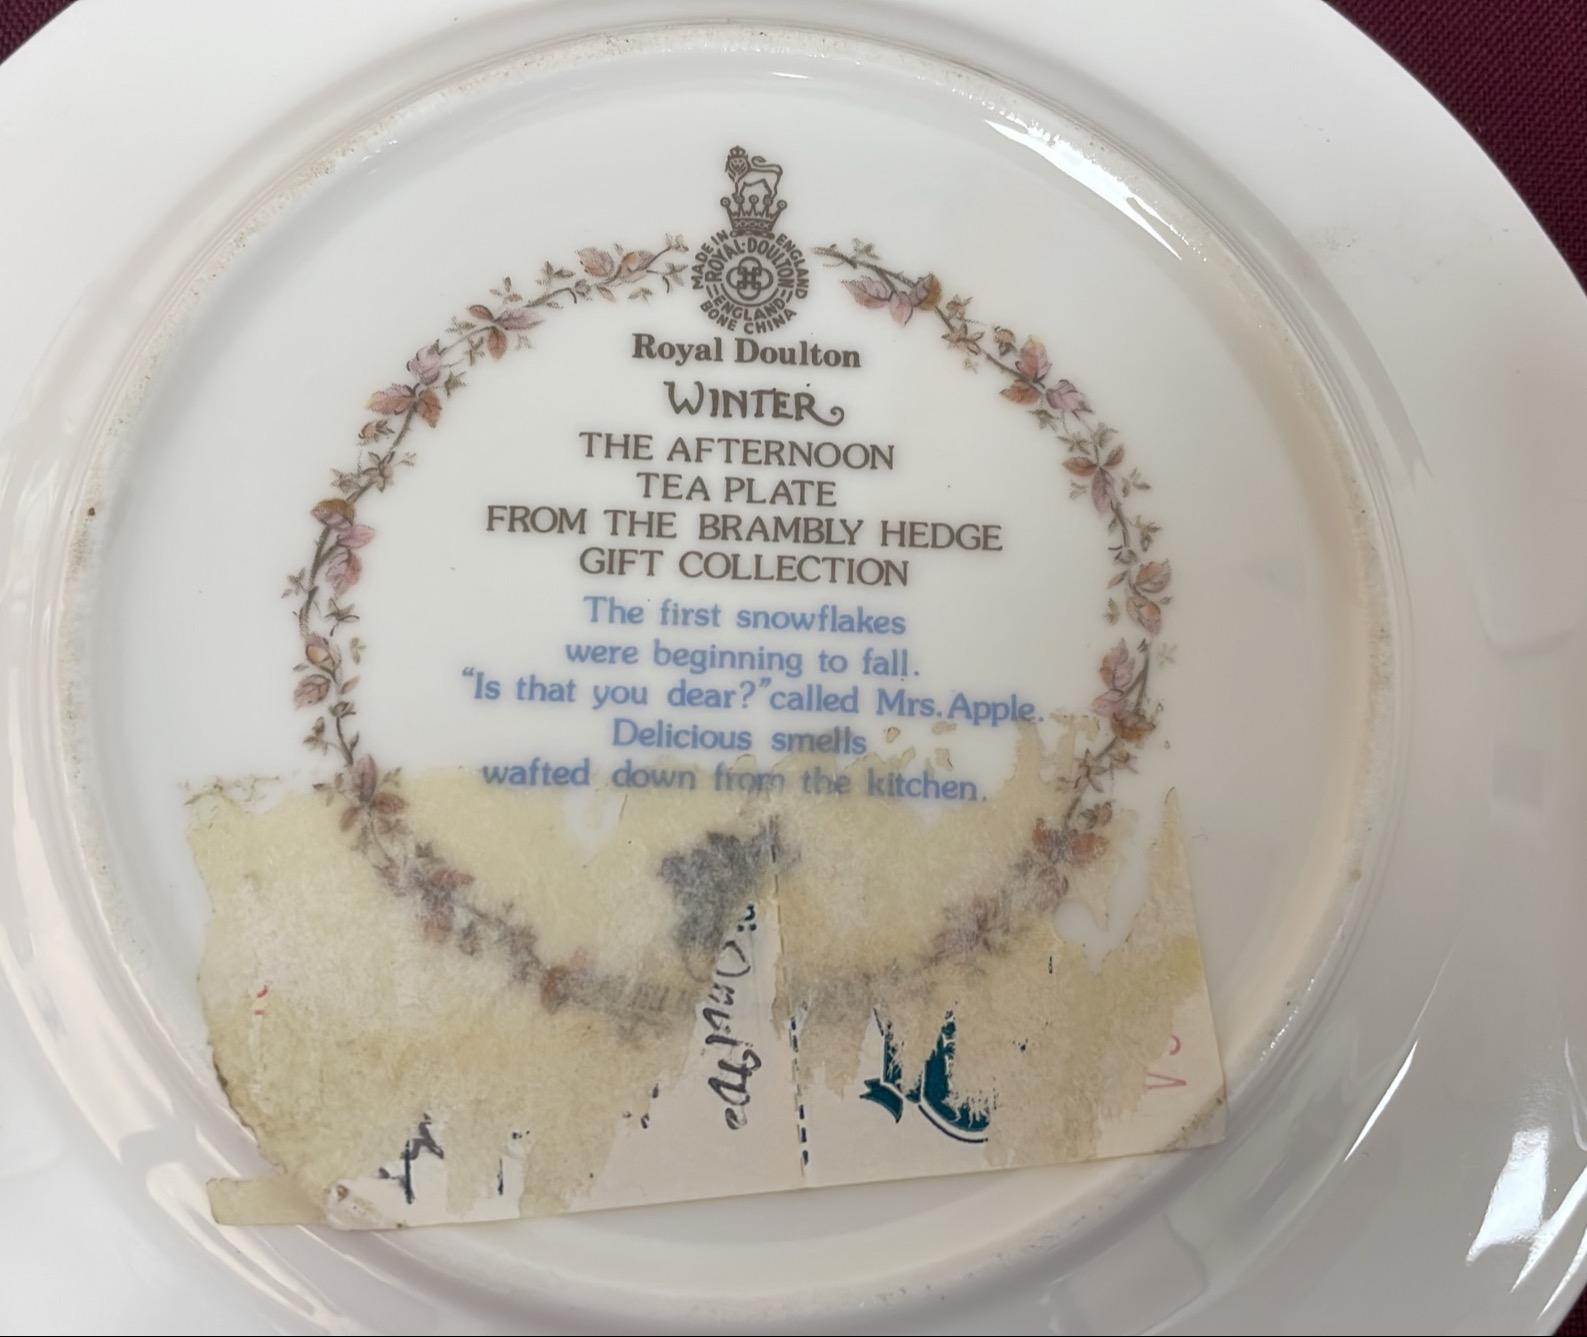 MADE IN ENGLAND
ROYAL·DOULTON
ENGLAND
BONE CHINA
Royal Doulton
WINTER
THE AFTERNOON
TEA PLATE
FROM THE BRAMBLY HEDGE
GIFT COLLECTION
The first snowflakes
were beginning to fall.
“Is that you dear?”called Mrs.Apple.
Delicious smells
wafted down from the kitchen.